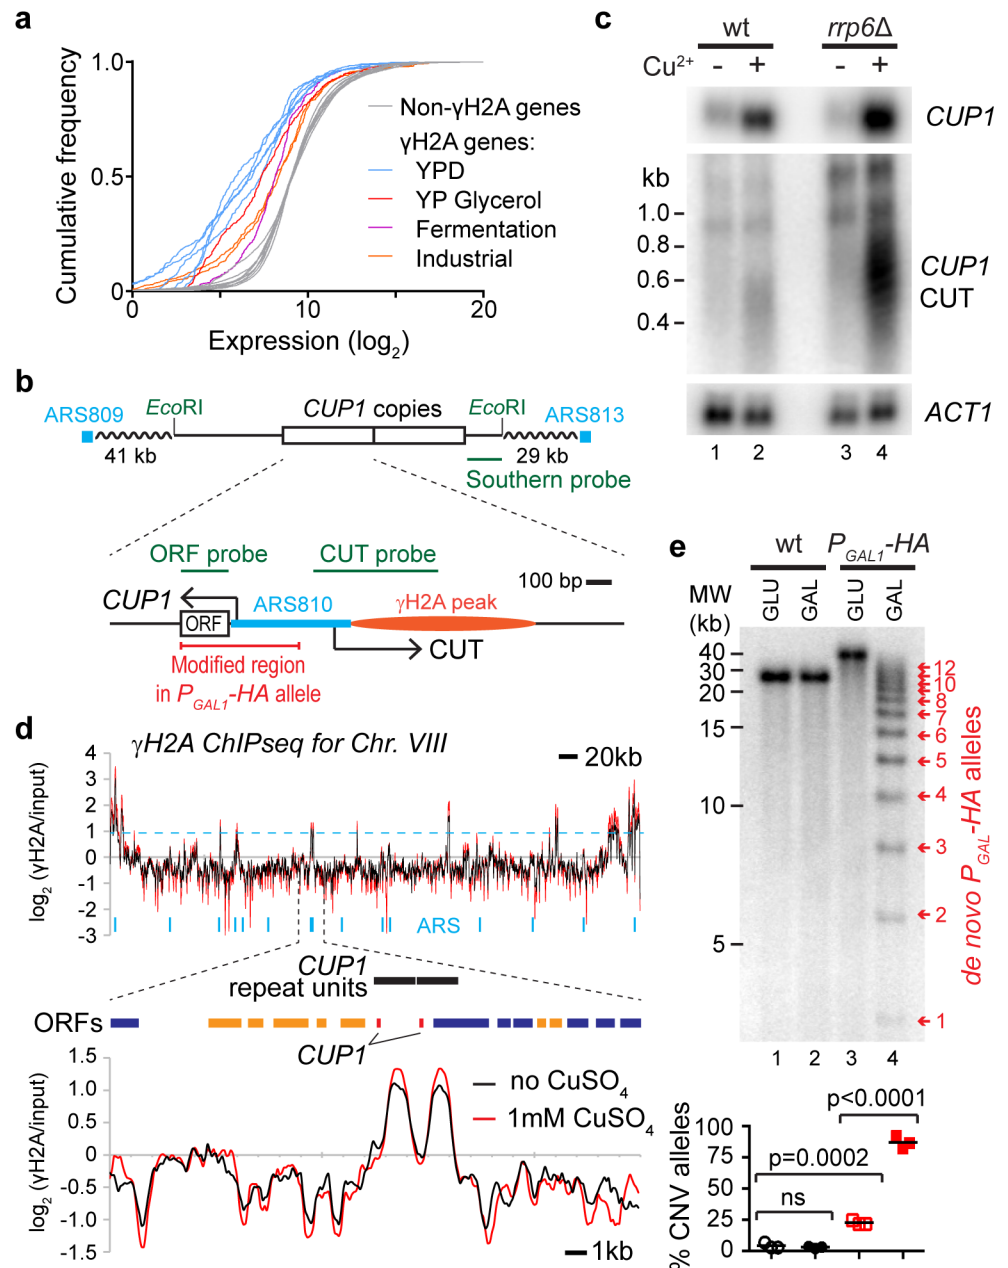 a
Cumulative frequency
1.0
0.5
0
0
10
20
Expression (log2)
Non-γH2A genes
γH2A genes:
YPD
YP Glycerol
Fermentation
Industrial
b
ARS809
EcoRI
CUP1 copies
EcoRI
ARS813
41 kb
29 kb
Southern probe
ORF probe
CUT probe
100 bp
CUP1
ARS810
γH2A peak
ORF
CUT
Modified region
in PGAL1-HA allele
c
wt
rrp6Δ
Cu2+
-
+
-
+
CUP1
kb
1.0
0.8
0.6
0.4
CUP1
CUT
ACT1
1
2
3
4
d
γH2A ChIPseq for Chr. VIII
20kb
log2 (γH2A/input)
4
3
2
1
0
-1
-2
-3
ARS
CUP1
repeat units
ORFs
CUP1
log2 (γH2A/input)
1.5
1.0
0.5
0
-0.5
-1.0
-1.5
no CuSO4
1mM CuSO4
1kb
e
wt
PGAL1-HA
MW
(kb)
GLU
GAL
GLU
GAL
40
30
20
15
10
5
12
11
10
9
8
7
6
5
4
3
2
1
de novo PGAL-HA alleles
1
2
3
4
% CNV alleles
100
75
50
25
0
p<0.0001
p=0.0002
ns